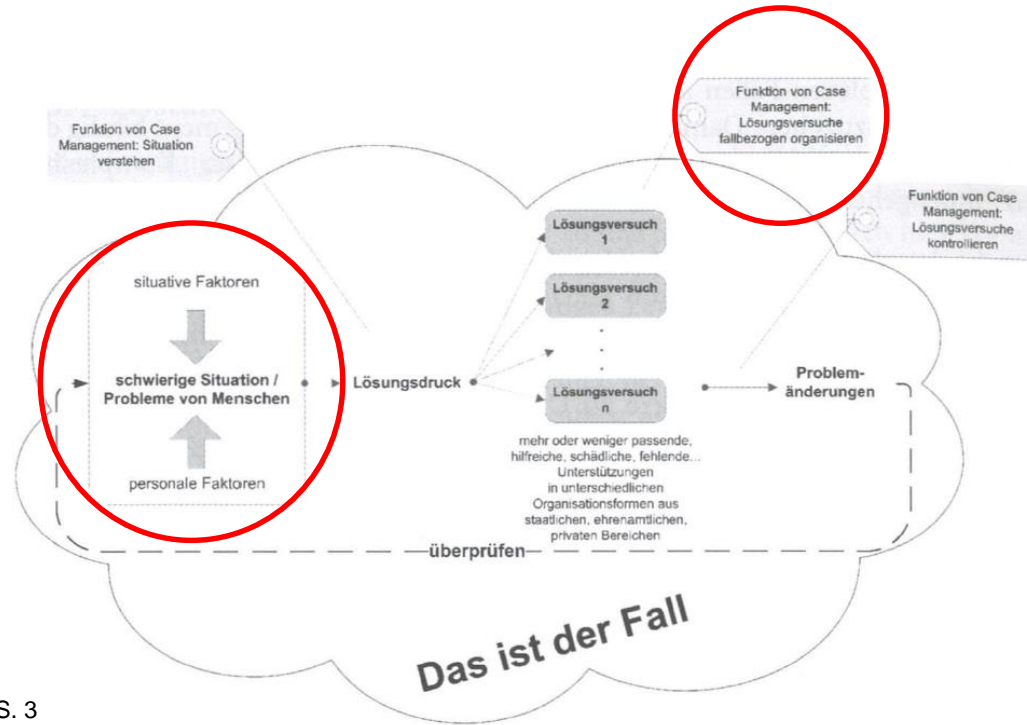 Funktion von Case
Management: Situation
verstehen
Funktion von Case
Management:
Lösungsversuche
fallbezogen organisieren
Funktion von Case
Management:
Lösungsversuche
kontrollieren
situative Faktoren
schwierige Situation /
Probleme von Menschen
personale Faktoren
Lösungsdruck
Lösungsversuch
1
Lösungsversuch
2
Lösungsversuch
n
mehr oder weniger passende,
hilfreiche, schädliche, fehlende...
Unterstützungen
in unterschiedlichen
Organisationsformen aus
staatlichen, ehrenamtlichen,
privaten Bereichen
Problem-
änderungen
überprüfen
Das ist der Fall
S. 3